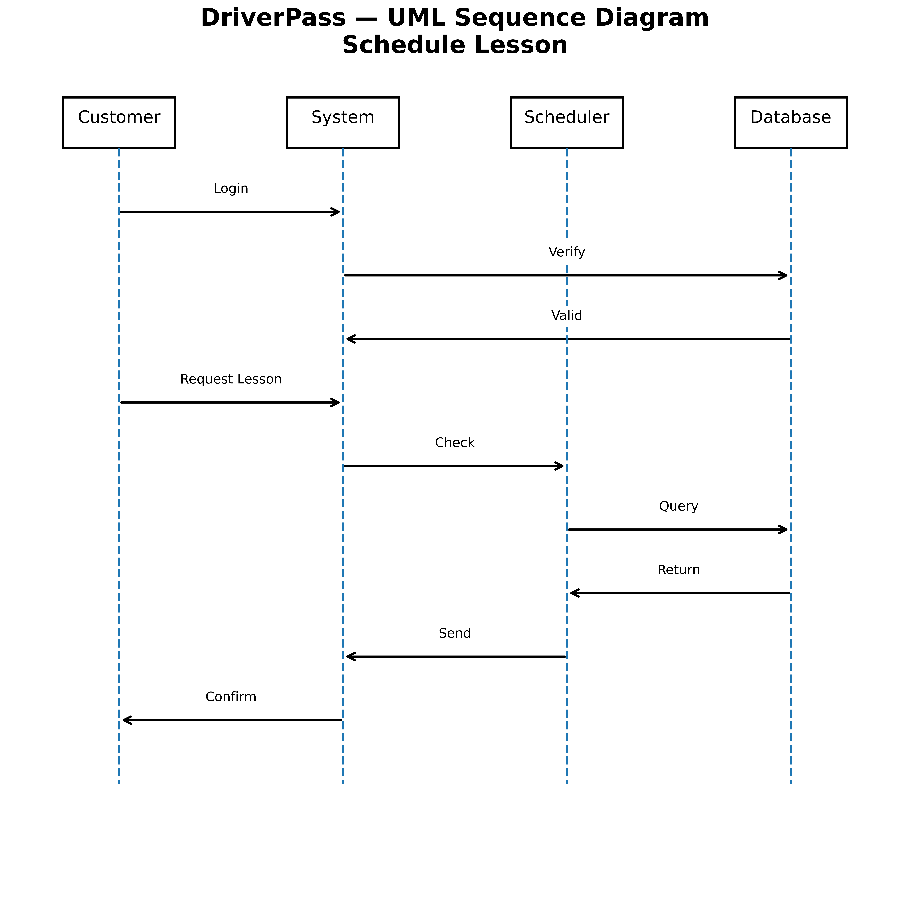 DriverPass — UML Sequence Diagram
Schedule Lesson
Customer
System
Scheduler
Database
Login
Verify
Valid
Request Lesson
Check
Query
Return
Send
Confirm